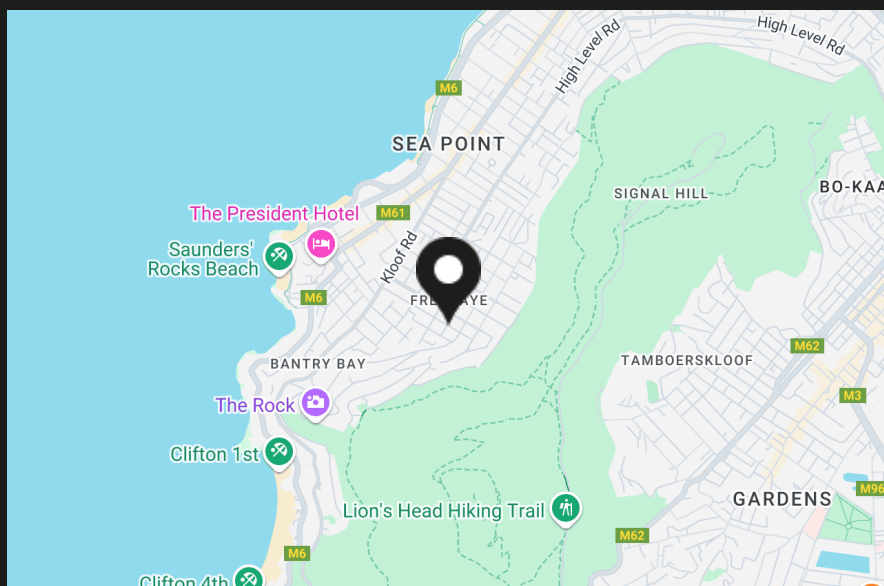 High Level Rd
High Level Rd
M6
SEA POINT
BO-KAA
SIGNAL HILL
The President Hotel
M61
Saunders'
Rocks Beach
Kloof Rd
M6
M62
TAMBOERSKLOOF
BANTRY BAY
M3
The Rock
Clifton 1st
M96
GARDENS
Lion's Head Hiking Trail
M62
M6
Clifton 4th